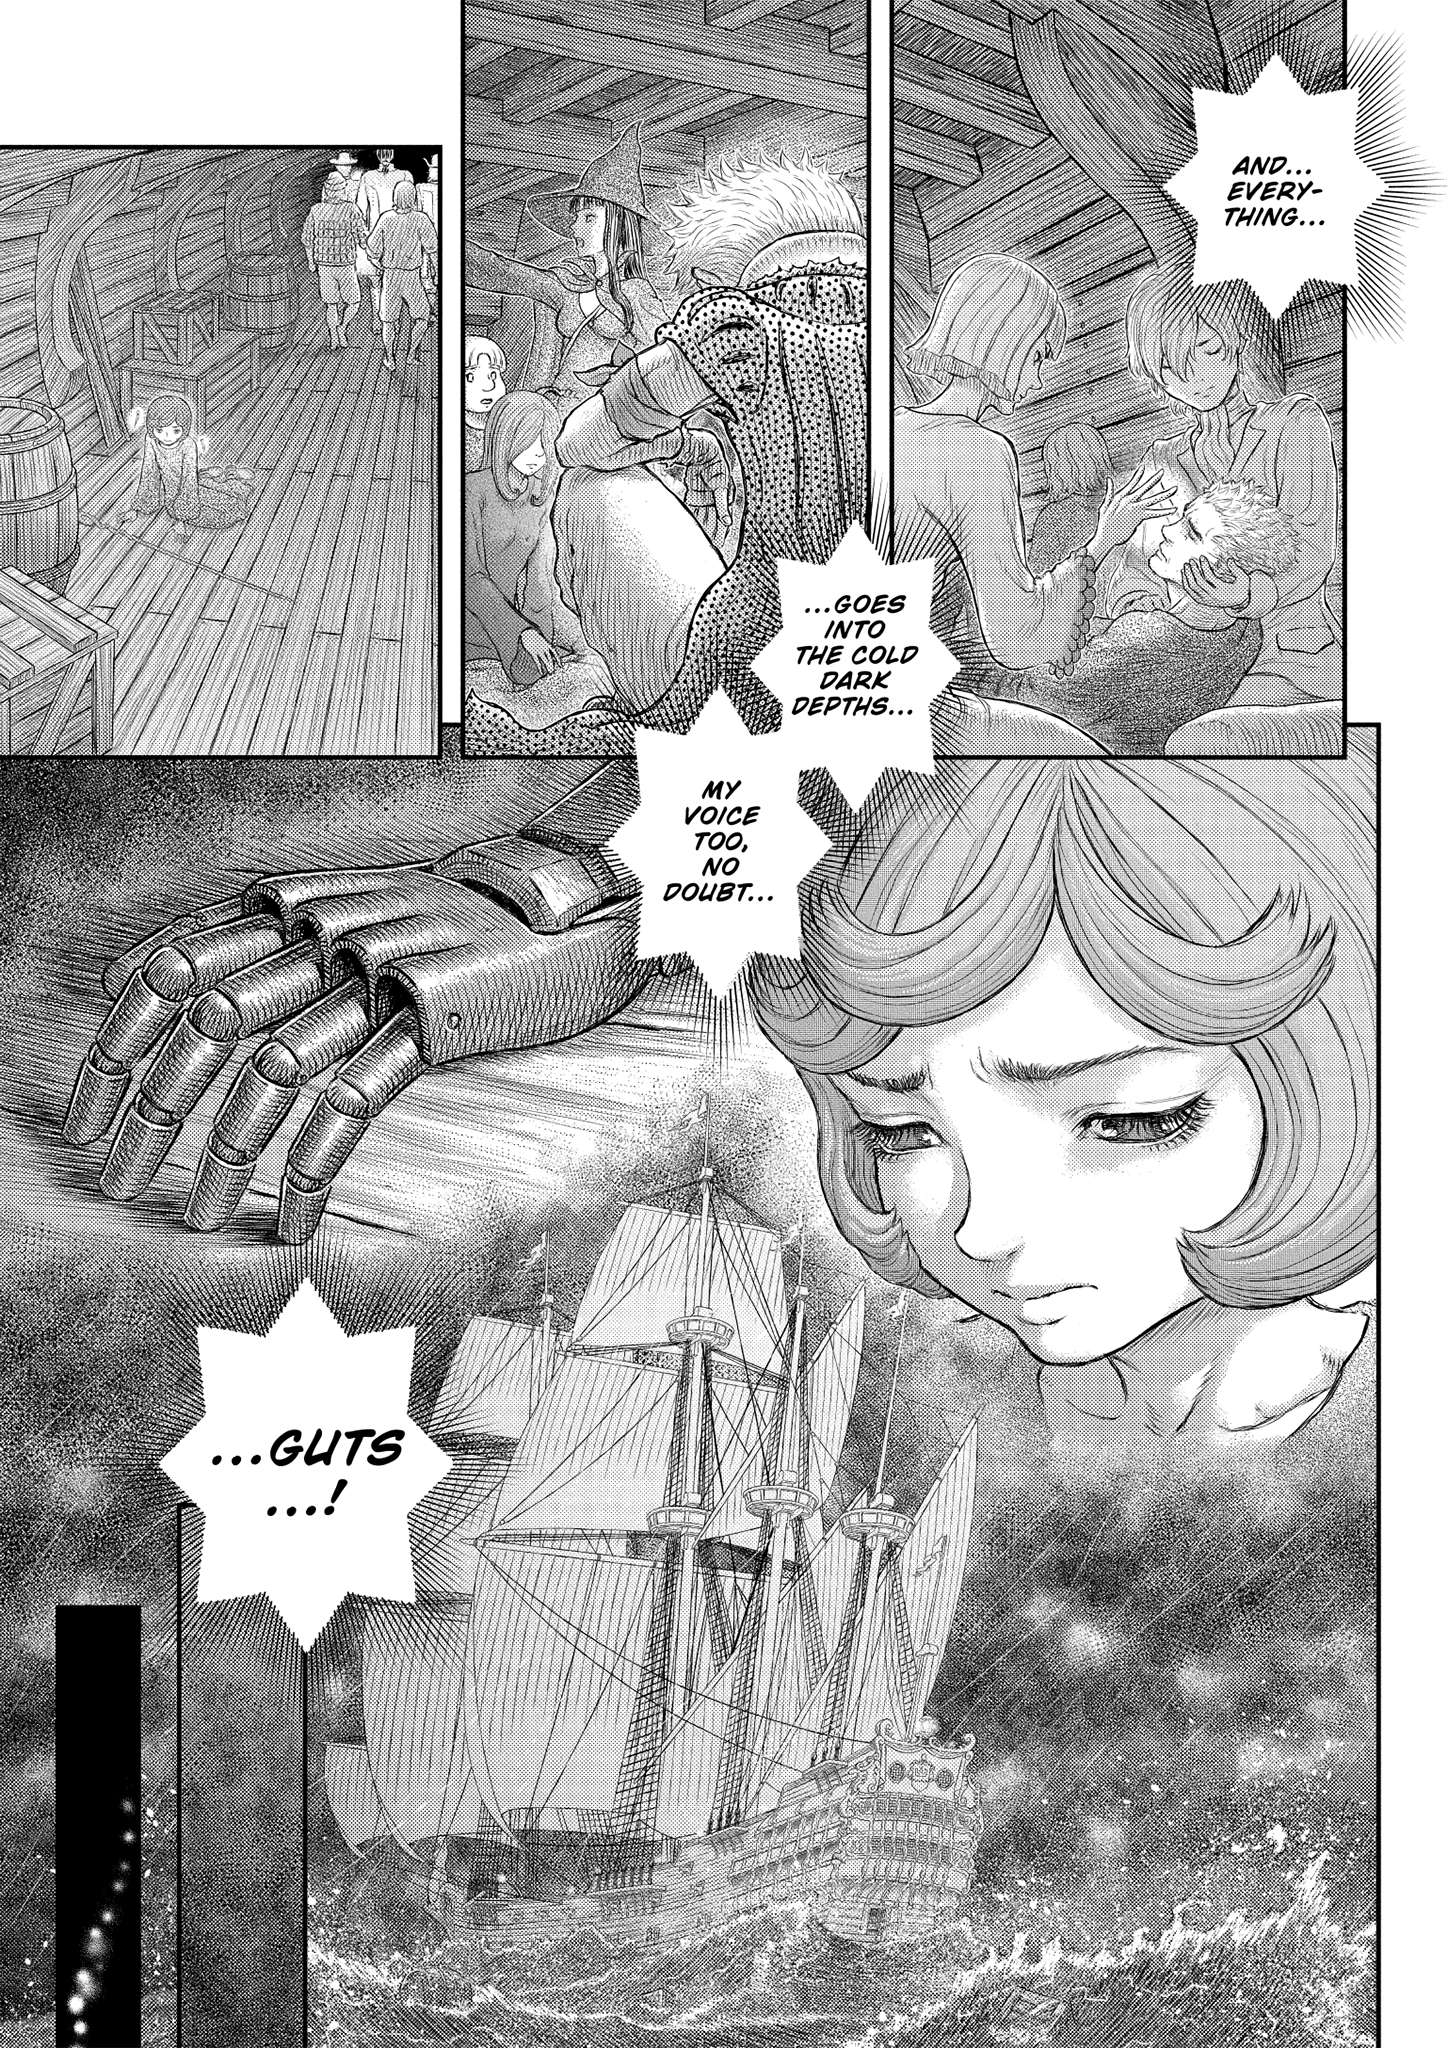 AND...
EVERY-
THING...
...GOES
INTO
THE COLD
DARK
DEPTHS...
MY
VOICE
TOO,
NO
DOUBT...
...GUTS
...!